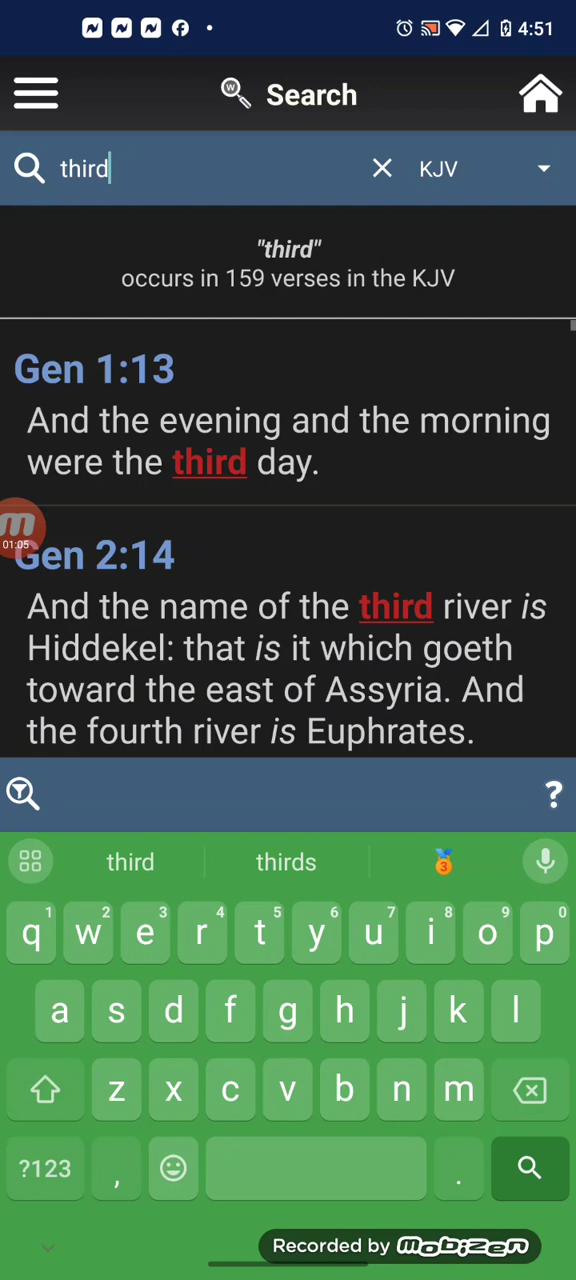 4:51
Search
third
KJV
"third"
occurs in 159 verses in the KJV
Gen 1:13
And the evening and the morning
were the third day.
01:05
Gen 2:14
And the name of the third river is
Hiddekel: that is it which goeth
toward the east of Assyria. And
the fourth river is Euphrates.
?
third thirds
1 2 3 4 5 6 7 8 9 0
q w e r t y u i o p
a s d f g h j k l
z x c v b n m
?123 , .
Recorded by mobizen